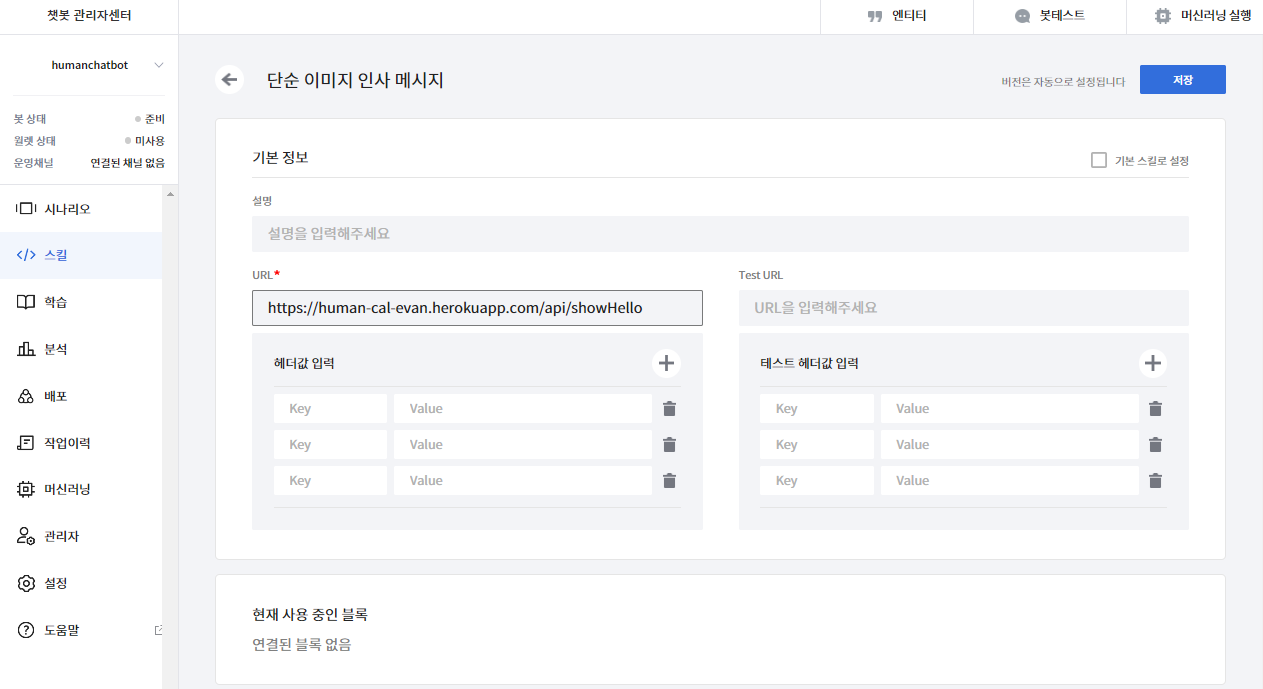 챗봇 관리자센터
엔티티
봇테스트
머신러닝 실행
humanchatbot
봇 상태 준비
월렛 상태 미사용
운영채널 연결된 채널 없음
시나리오
스킬
학습
분석
배포
작업이력
머신러닝
관리자
설정
도움말
단순 이미지 인사 메시지
버전은 자동으로 설정됩니다
저장
기본 정보
기본 스킬로 설정
설명
설명을 입력해주세요
URL*
https://human-cal-evan.herokuapp.com/api/showHello
헤더값 입력
Key Value
Key Value
Key Value
Test URL
URL을 입력해주세요
테스트 헤더값 입력
Key Value
Key Value
Key Value
현재 사용 중인 블록
연결된 블록 없음